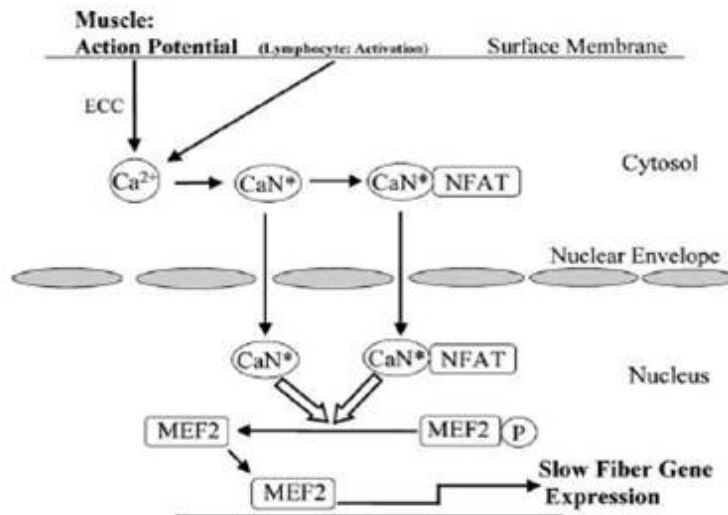 Muscle:
Action Potential (Lymphocyte: Activation) Surface Membrane
ECC
Cytosol
Ca²⁺ CaN* CaN* NFAT
Nuclear Envelope
CaN* CaN* NFAT
Nucleus
MEF2 MEF2 P
Slow Fiber Gene
MEF2 Expression